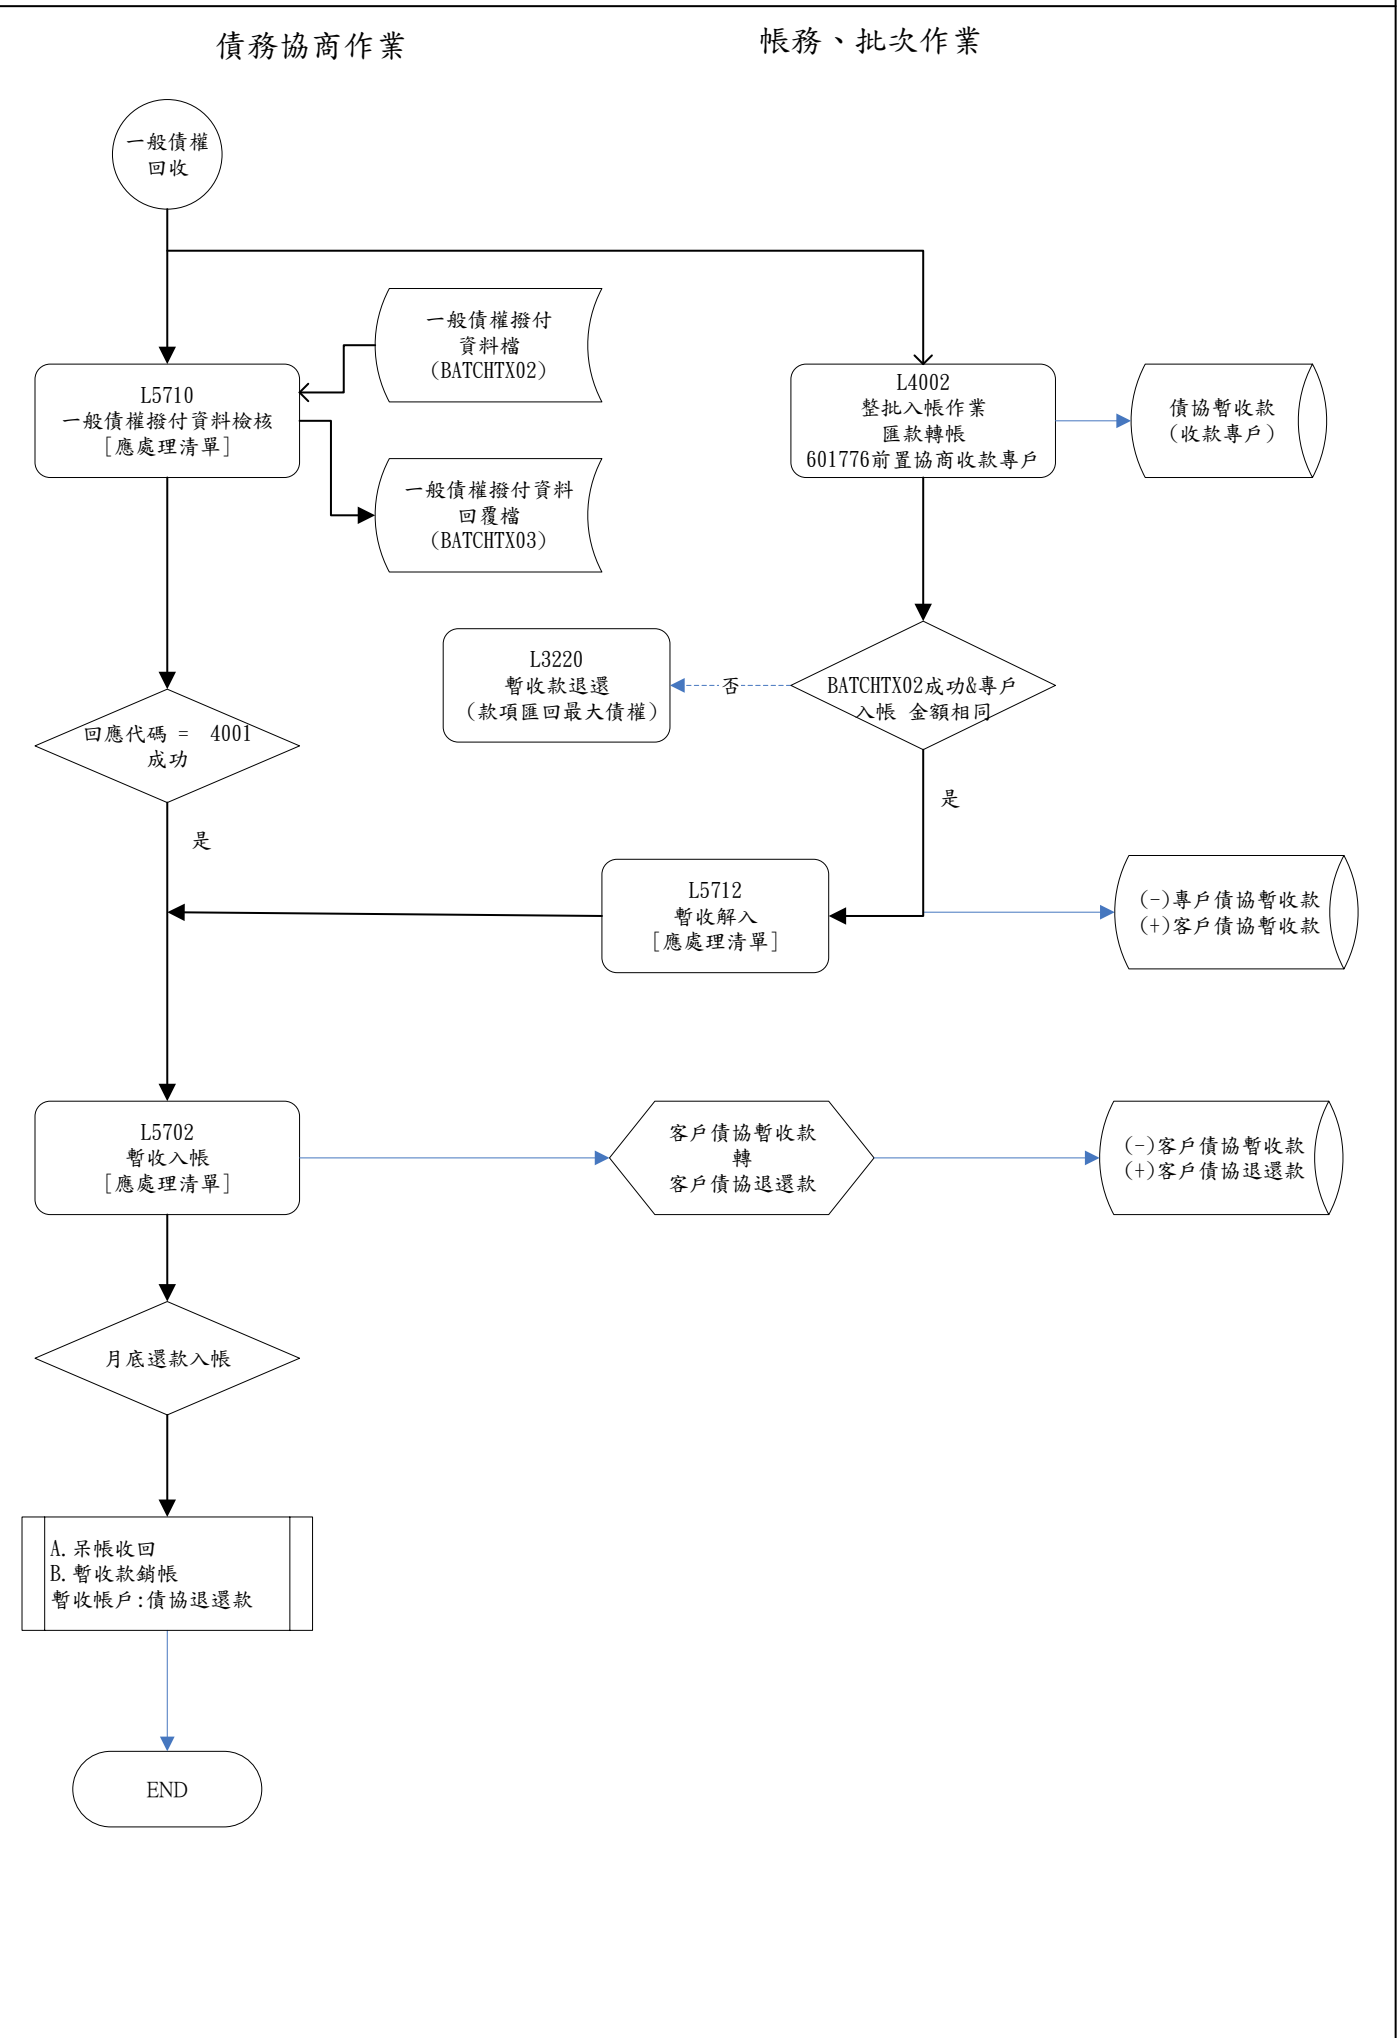 債務協商作業
帳務、批次作業
一般債權
回收
一般債權撥付
資料檔
(BATCHTX02)
L5710
一般債權撥付資料檢核
[應處理清單]
L4002
整批入帳作業
匯款轉帳
601776前置協商收款專戶
債協暫收款
(收款專戶)
一般債權撥付資料
回覆檔
(BATCHTX03)
L3220
暫收款退還
(款項匯回最大債權)
否
BATCHTX02成功&專戶
入帳 金額相同
回應代碼 = 4001
成功
是
是
L5712
暫收解入
[應處理清單]
(-)專戶債協暫收款
(+)客戶債協暫收款
L5702
暫收入帳
[應處理清單]
客戶債協暫收款
轉
客戶債協退還款
(-)客戶債協暫收款
(+)客戶債協退還款
月底還款入帳
A.呆帳收回
B.暫收款銷帳
暫收帳戶:債協退還款
END